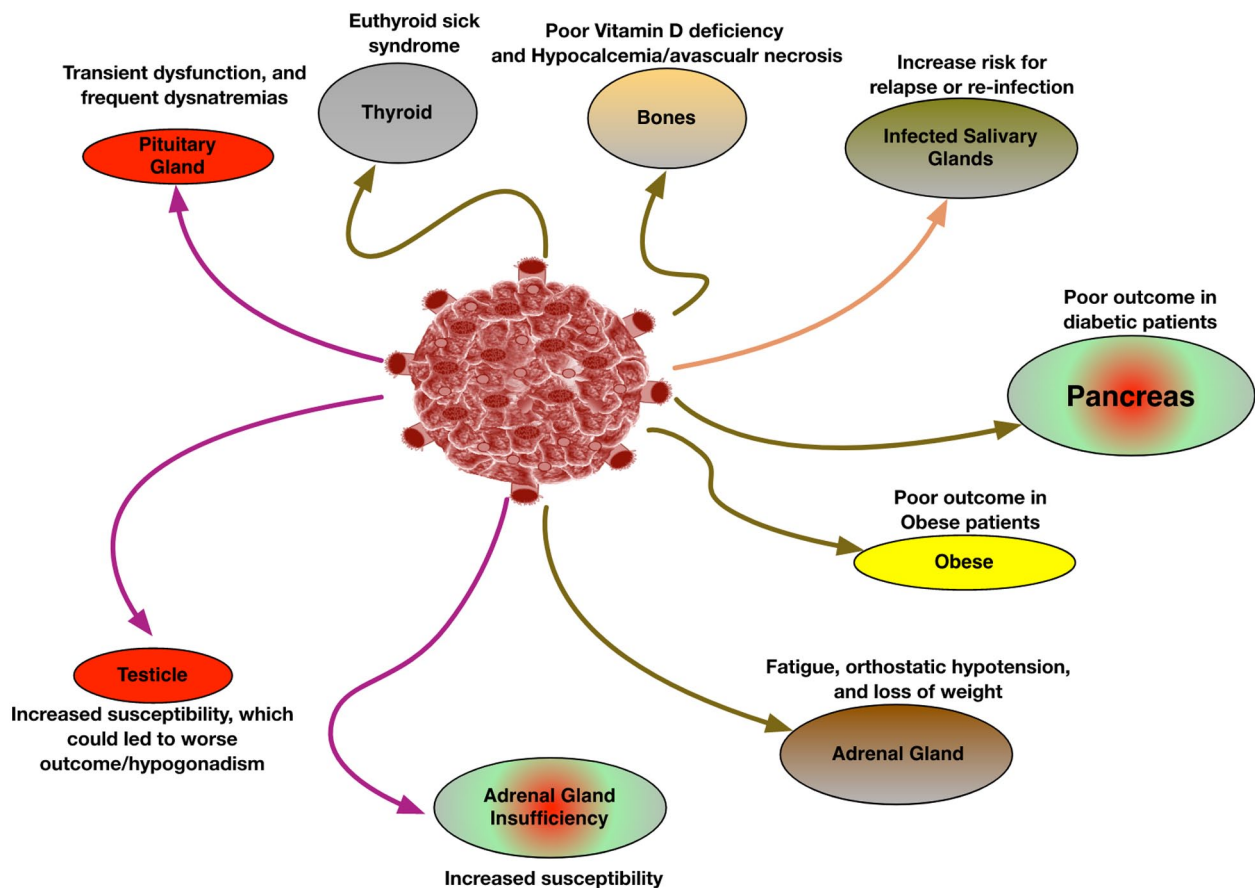 Euthyroid sick
syndrome
Thyroid
Poor Vitamin D deficiency
and Hypocalcemia/avascualr necrosis
Bones
Increase risk for
relapse or re-infection
Infected Salivary
Glands
Transient dysfunction, and
frequent dysnatremias
Pituitary
Gland
Poor outcome in
diabetic patients
Pancreas
Poor outcome in
Obese patients
Obese
Testicle
Increased susceptibility, which
could led to worse
outcome/hypogonadism
Fatigue, orthostatic hypotension,
and loss of weight
Adrenal Gland
Adrenal Gland
Insufficiency
Increased susceptibility